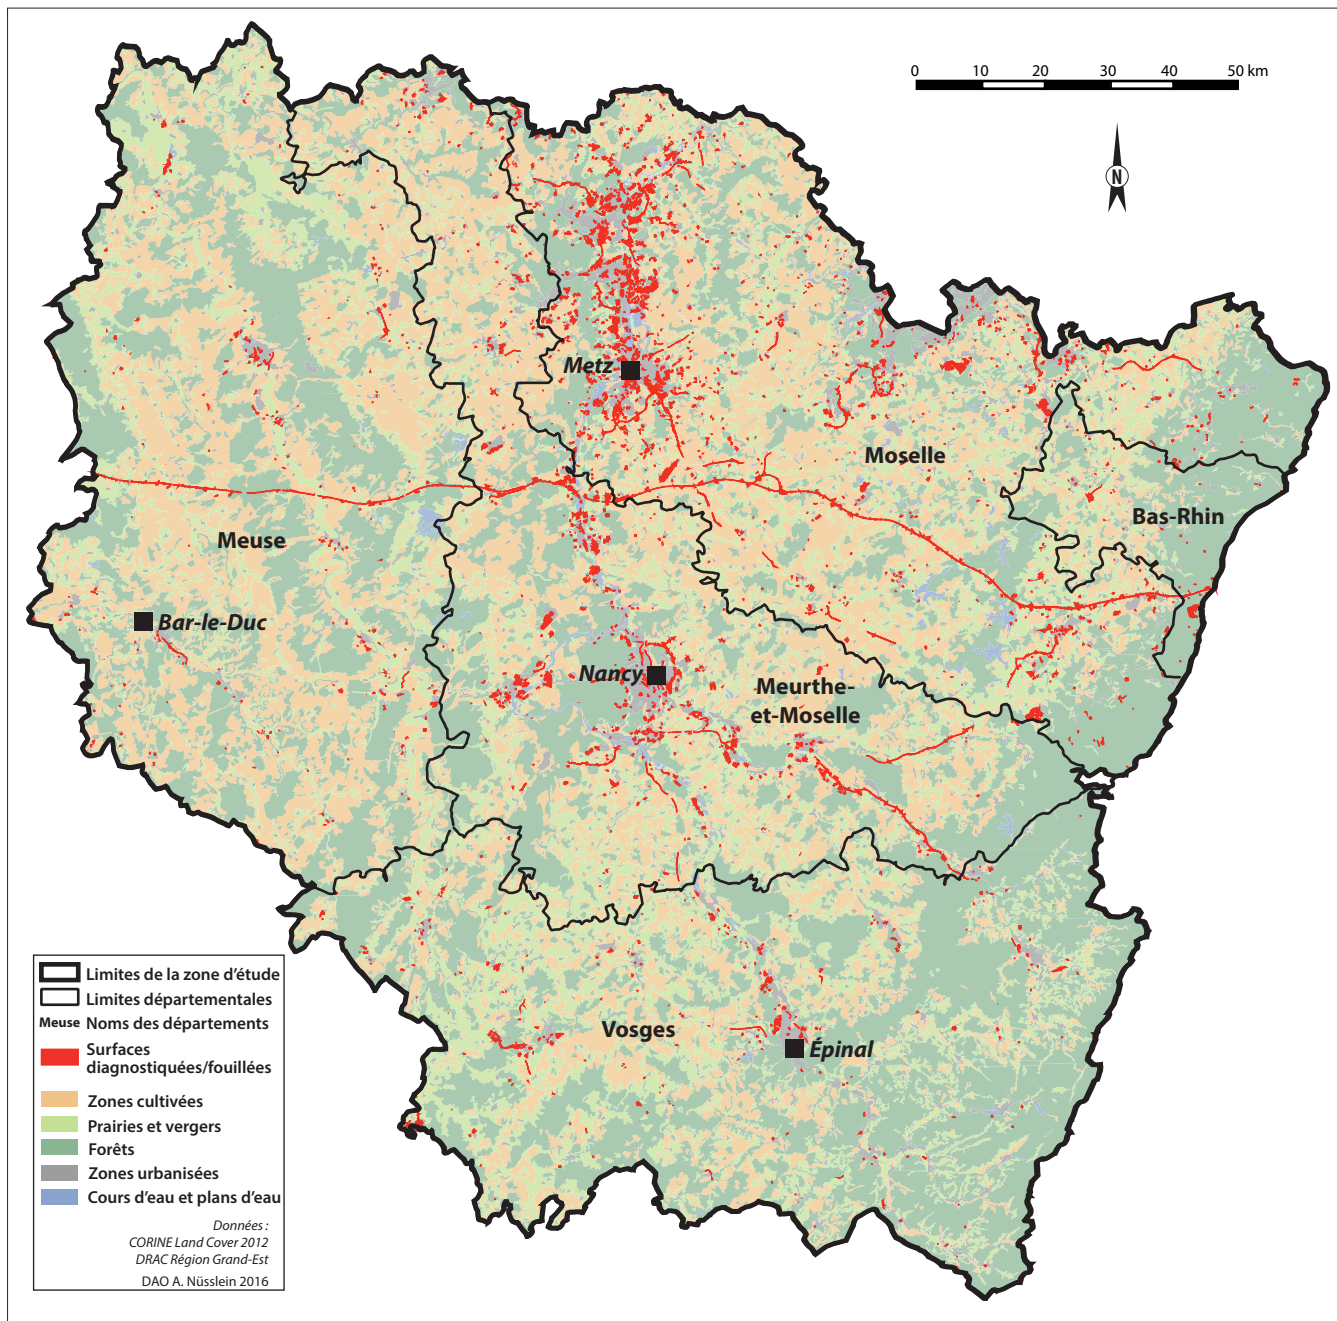 0 10 20 30 40 50 km
N
Metz
Moselle
Bas-Rhin
Meuse
Bar-le-Duc
Nancy
Meurthe-
et-Moselle
Vosges
Épinal
Limites de la zone d'étude
Limites départementales
Meuse Noms des départements
Surfaces
diagnostiquées/fouillées
Zones cultivées
Prairies et vergers
Forêts
Zones urbanisées
Cours d'eau et plans d'eau
Données :
CORINE Land Cover 2012
DRAC Région Grand-Est
DAO A. Nüsslein 2016